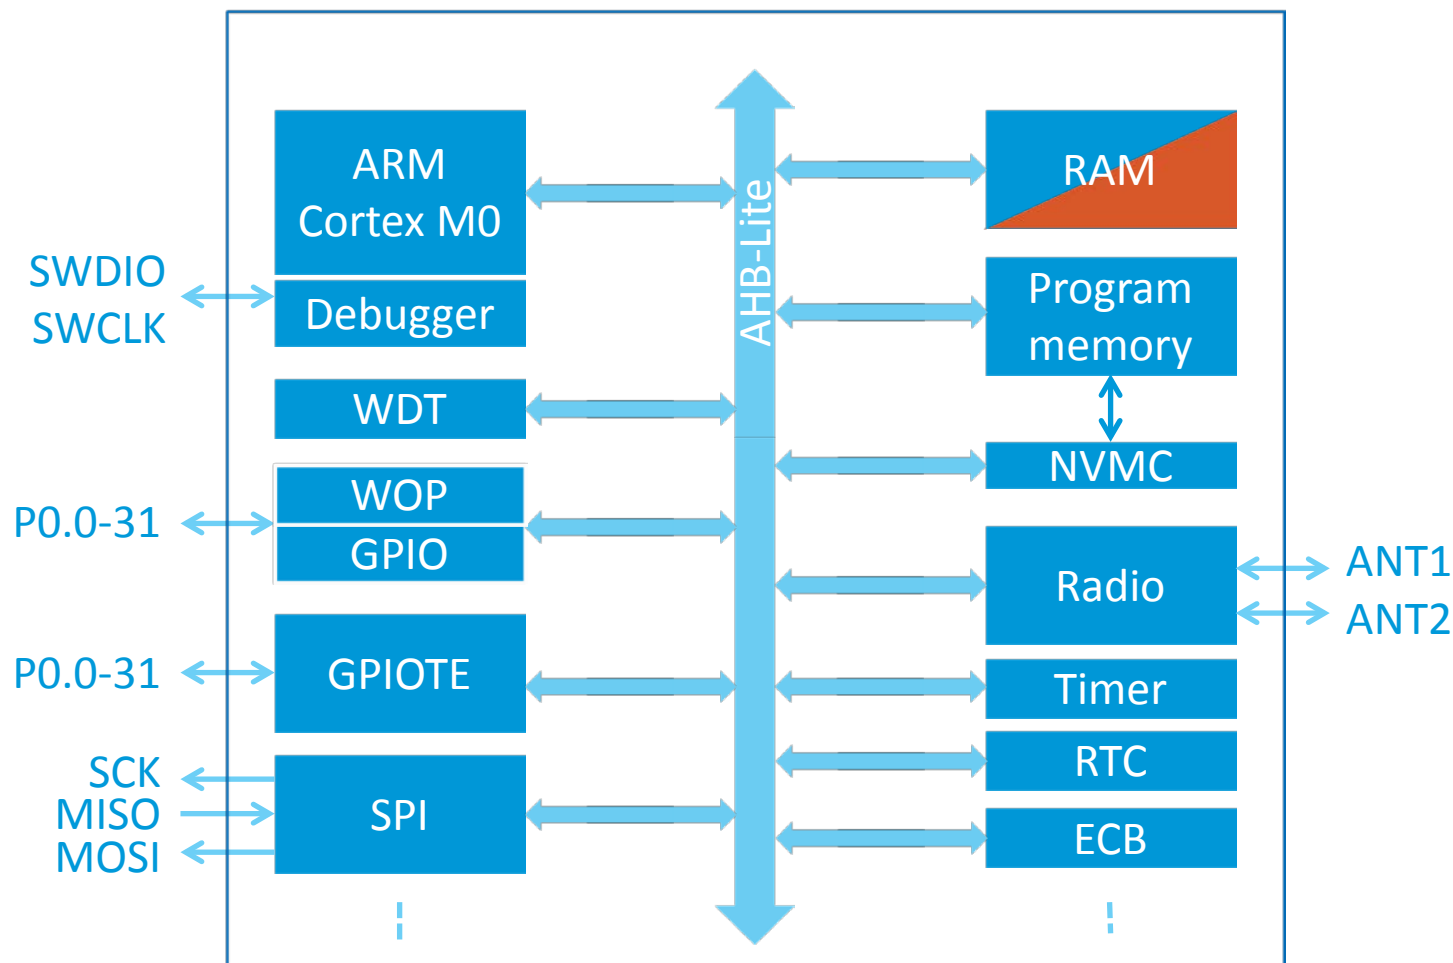 ARM
Cortex M0
SWDIO
SWCLK
Debugger
WDT
P0.0-31
WOP
GPIO
P0.0-31
GPIOTE
SCK
MISO
MOSI
SPI
AHB-Lite
RAM
Program
memory
NVMC
Radio
ANT1
ANT2
Timer
RTC
ECB